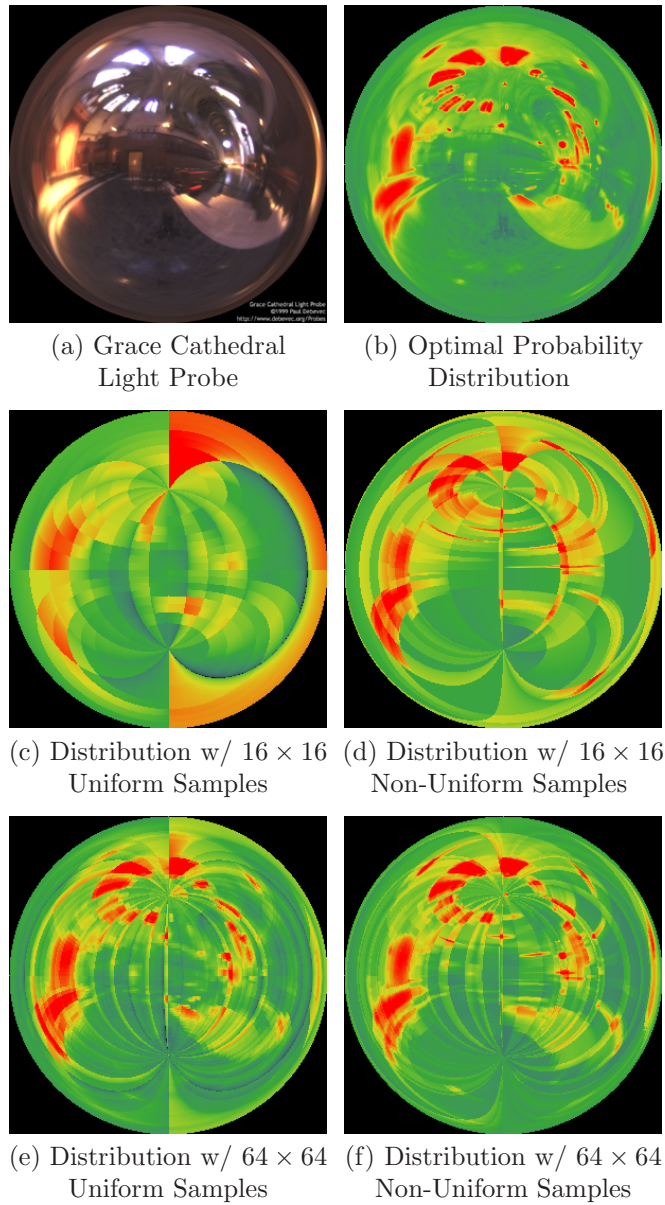 Grace Cathedral Light Probe
©1999 Paul Debevec
http://www.debevec.org/Probes
(a) Grace Cathedral
Light Probe
(b) Optimal Probability
Distribution
(c) Distribution w/ 16 × 16
Uniform Samples
(d) Distribution w/ 16 × 16
Non-Uniform Samples
(e) Distribution w/ 64 × 64
Uniform Samples
(f) Distribution w/ 64 × 64
Non-Uniform Samples